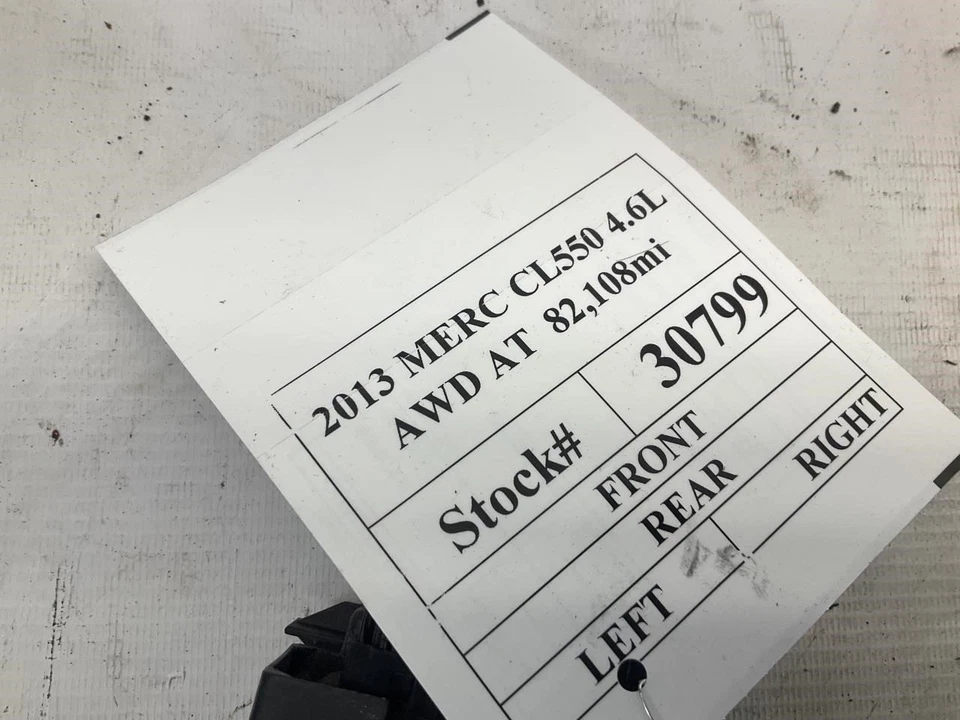 2013 MERC CL550 4.6L
AWD AT 82,108mi
Stock# 30799
FRONT
REAR
LEFT RIGHT